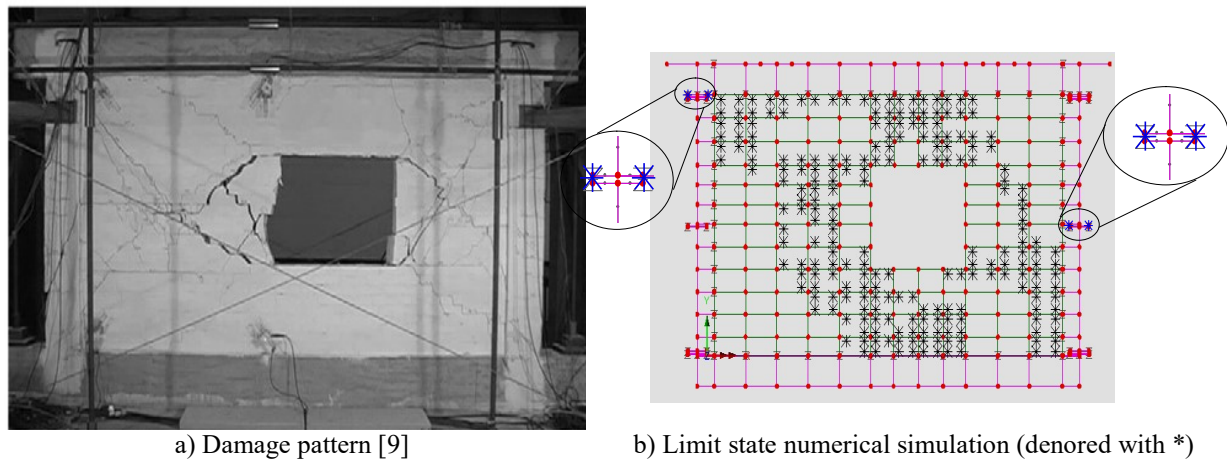 Y
a) Damage pattern [9]
b) Limit state numerical simulation (denored with *)